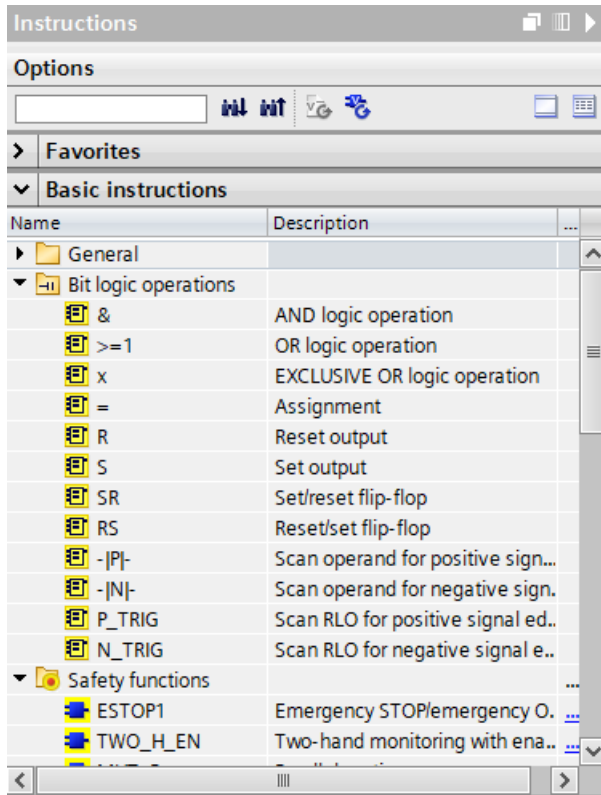 Instructions
Options
Favorites
Basic instructions
Name Description ...
General
Bit logic operations
& AND logic operation
>=1 OR logic operation
x EXCLUSIVE OR logic operation
= Assignment
R Reset output
S Set output
SR Set/reset flip-flop
RS Reset/set flip-flop
-|P|- Scan operand for positive sign...
-|N|- Scan operand for negative sign.
P_TRIG Scan RLO for positive signal ed..
N_TRIG Scan RLO for negative signal e..
Safety functions ...
ESTOP1 Emergency STOP/emergency O. ...
TWO_H_EN Two-hand monitoring with ena.. ...